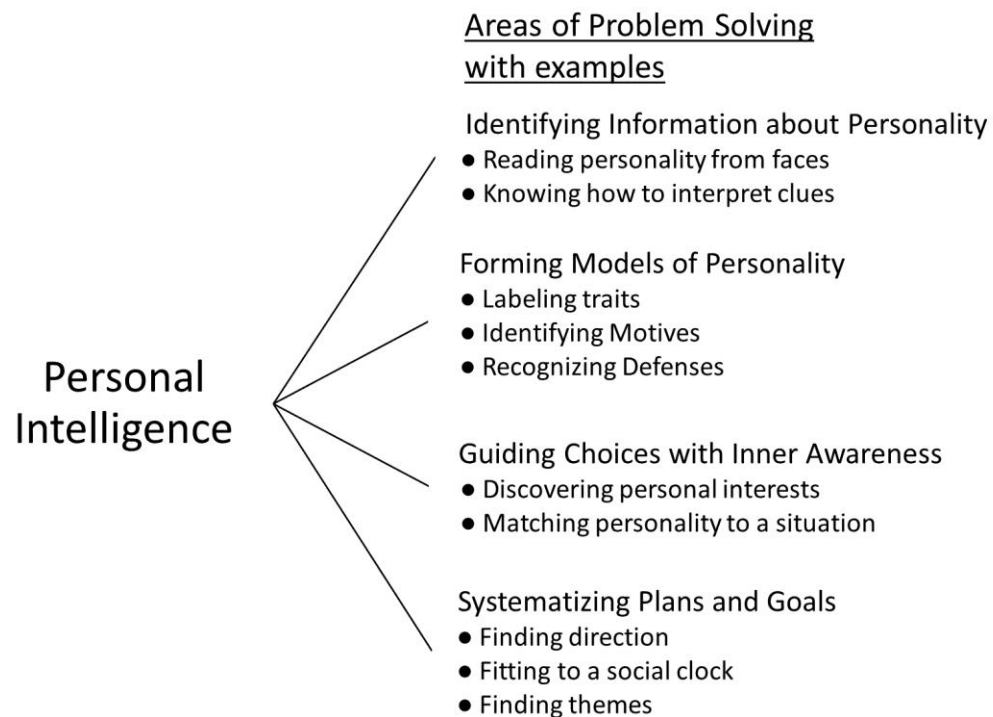 Areas of Problem Solving
with examples
Identifying Information about Personality
● Reading personality from faces
● Knowing how to interpret clues
Forming Models of Personality
● Labeling traits
● Identifying Motives
● Recognizing Defenses
Personal
Intelligence
Guiding Choices with Inner Awareness
● Discovering personal interests
● Matching personality to a situation
Systematizing Plans and Goals
● Finding direction
● Fitting to a social clock
● Finding themes